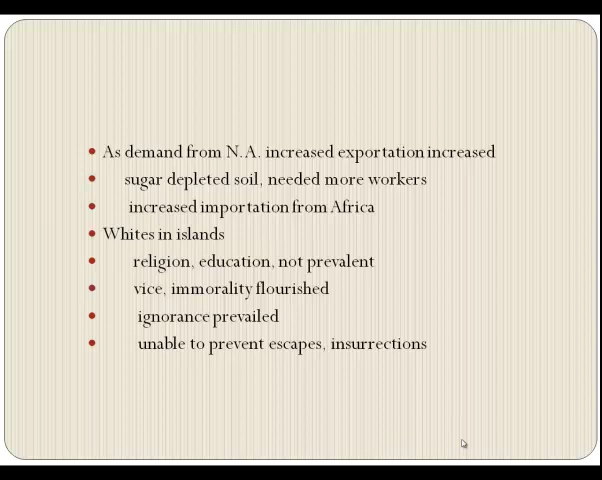 • As demand from N.A. increased exportation increased
• sugar depleted soil, needed more workers
• increased importation from Africa
• Whites in islands
• religion, education, not prevalent
• vice, immorality flourished
• ignorance prevailed
• unable to prevent escapes, insurrections